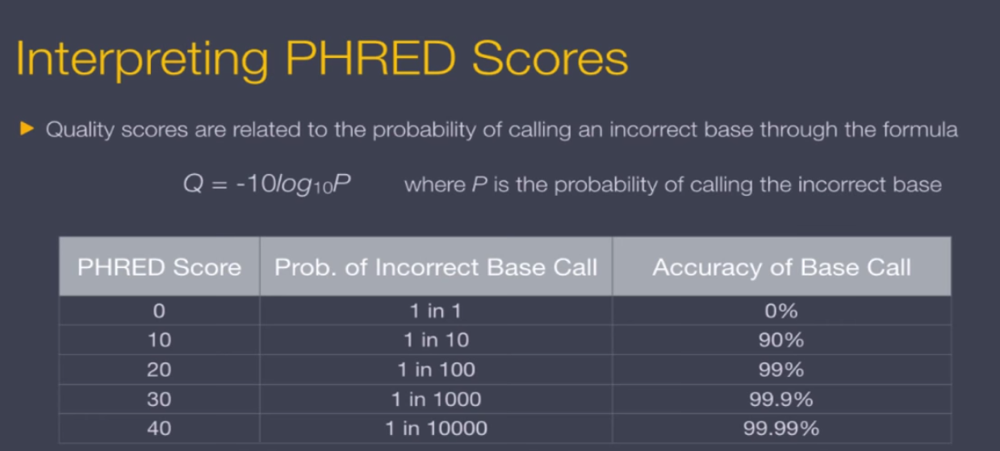 Interpreting PHRED Scores
► Quality scores are related to the probability of calling an incorrect base through the formula
Q = -10log₁₀P where P is the probability of calling the incorrect base
PHRED Score Prob. of Incorrect Base Call Accuracy of Base Call
0 1 in 1 0%
10 1 in 10 90%
20 1 in 100 99%
30 1 in 1000 99.9%
40 1 in 10000 99.99%